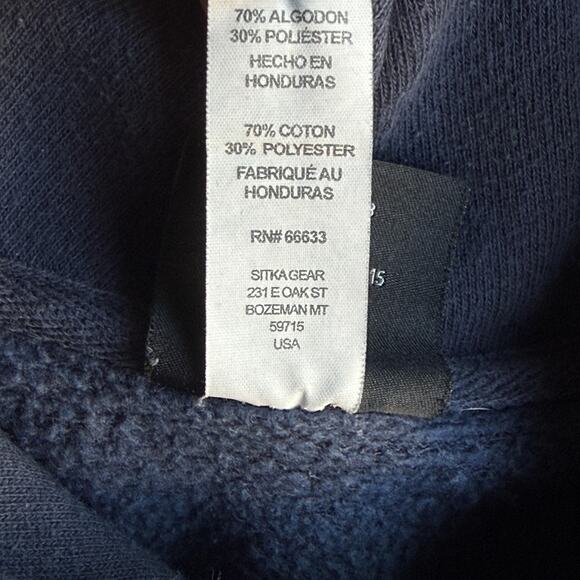 70% ALGODON
30% POLIÉSTER
HECHO EN
HONDURAS
70% COTON
30% POLYESTER
FABRIQUÉ AU
HONDURAS
RN# 66633
SITKA GEAR
231 E OAK ST
BOZEMAN MT
59715
USA
15